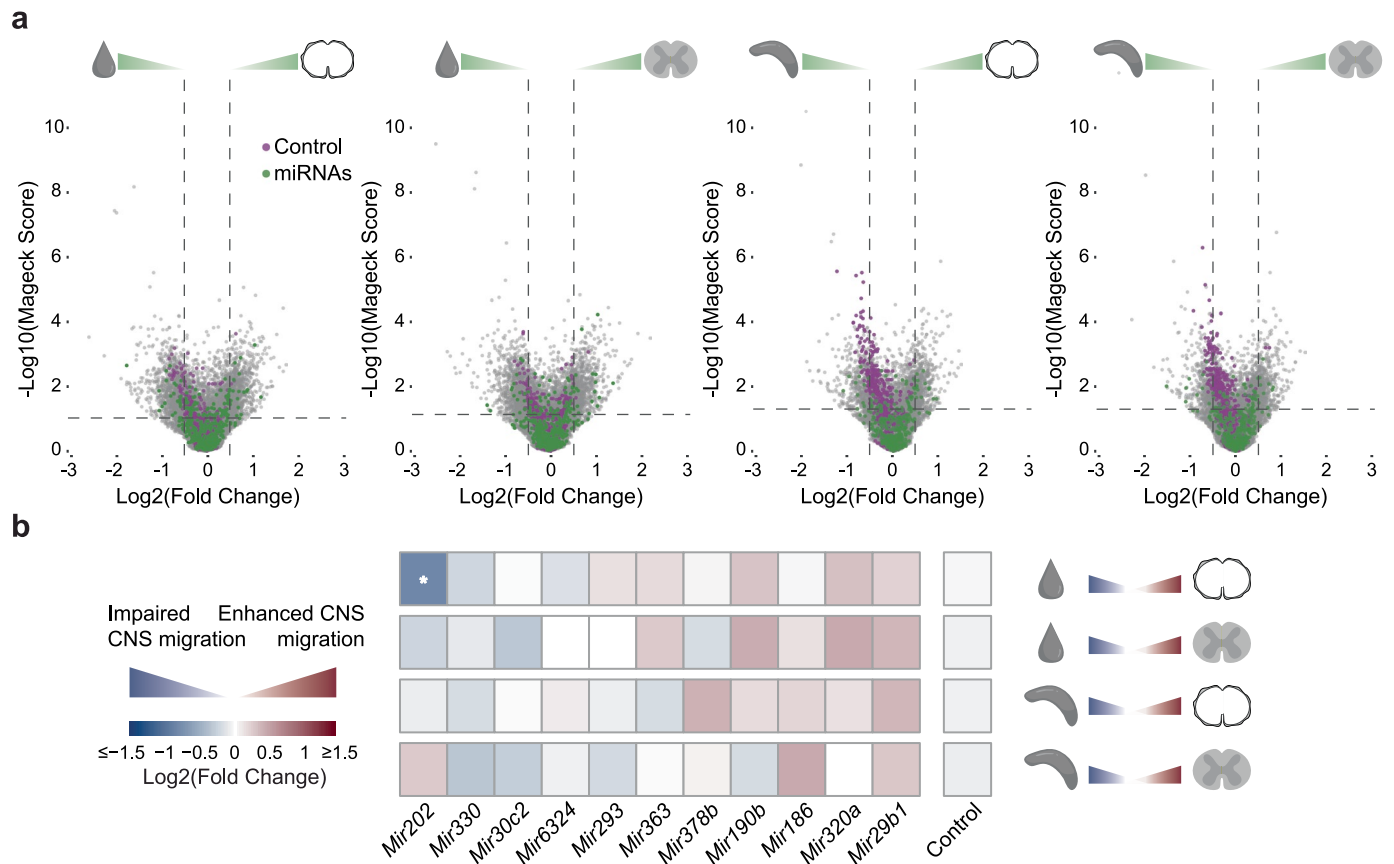 a
Control
miRNAs
-Log10(Mageck Score)
10
8
6
4
2
0
-3 -2 -1 0 1 2 3
Log2(Fold Change)
-Log10(Mageck Score)
10
8
6
4
2
0
-3 -2 -1 0 1 2 3
Log2(Fold Change)
-Log10(Mageck Score)
10
8
6
4
2
0
-3 -2 -1 0 1 2 3
Log2(Fold Change)
-Log10(Mageck Score)
10
8
6
4
2
0
-3 -2 -1 0 1 2 3
Log2(Fold Change)
b
Impaired
CNS migration
Enhanced CNS
migration
≤−1.5 −1 −0.5 0 0.5 1 ≥1.5
Log2(Fold Change)
*
Mir202 Mir330 Mir30c2 Mir6324 Mir293 Mir363 Mir378b Mir190b Mir186 Mir320a Mir29b1 Control